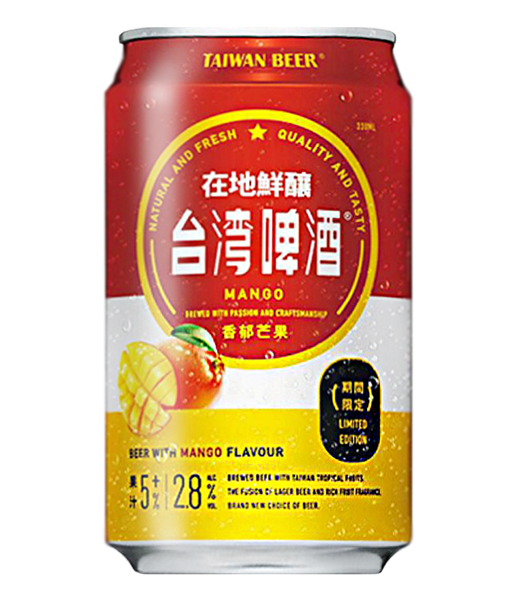 TAIWAN BEER®
330ML
NATURAL AND FRESH ★ QUALITY AND TASTY
在地鮮釀
台湾啤酒®
MANGO
BREWED WITH PASSION AND CRAFTSMANSHIP
香郁芒果
期間
限定
LIMITED
EDITION
BEER WITH MANGO FLAVOUR
果汁 5+% 2.8% ALC. VOL.
BREWED BEER WITH TAIWAN TROPICAL FRUITS.
THE FUSION OF LAGER BEER AND RICH FRUIT FRAGRANCE.
BRAND NEW CHOICE OF BEER.